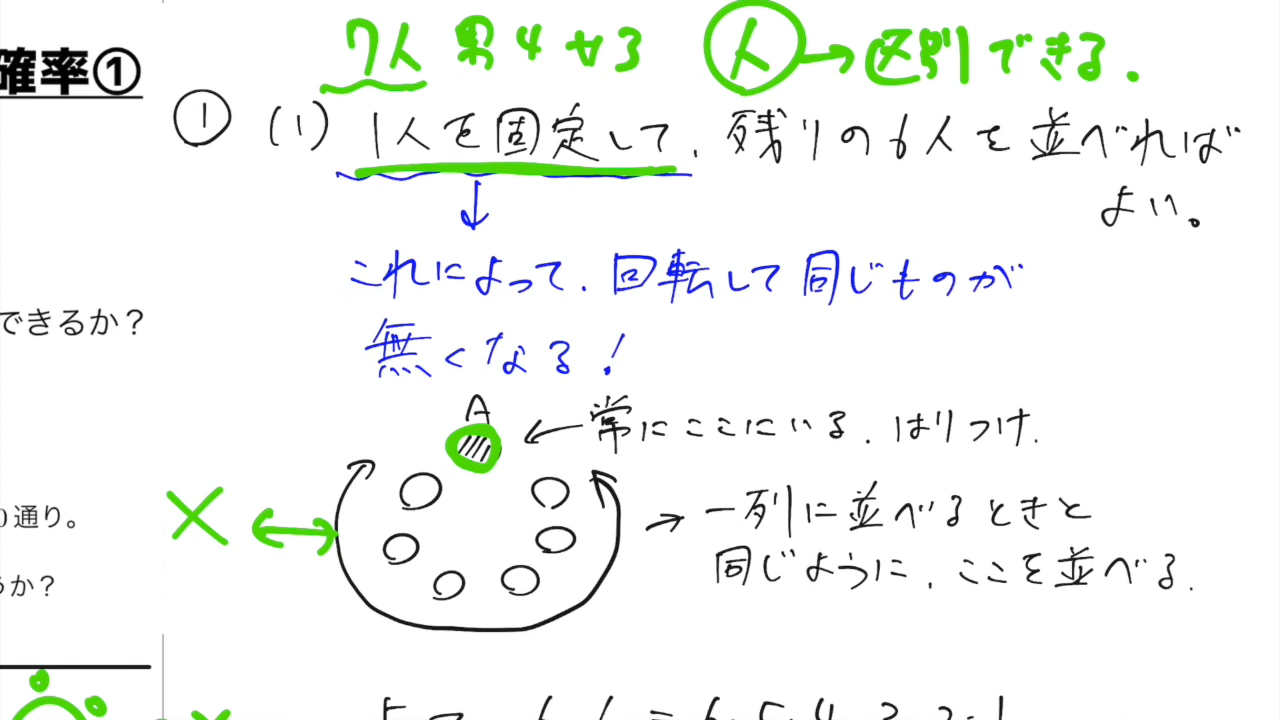 確率①
できるか？
0通り。
うか？
7人 男4 女3 人→区別できる.
① (1) 1人を固定して、残りの6人を並べれば
よい。
↓
これによって、回転して同じものが
無くなる!
A ← 常にここにいる. はりつけ.
× ↔
→ 一列に並べるときと
同じように、ここを並べる.